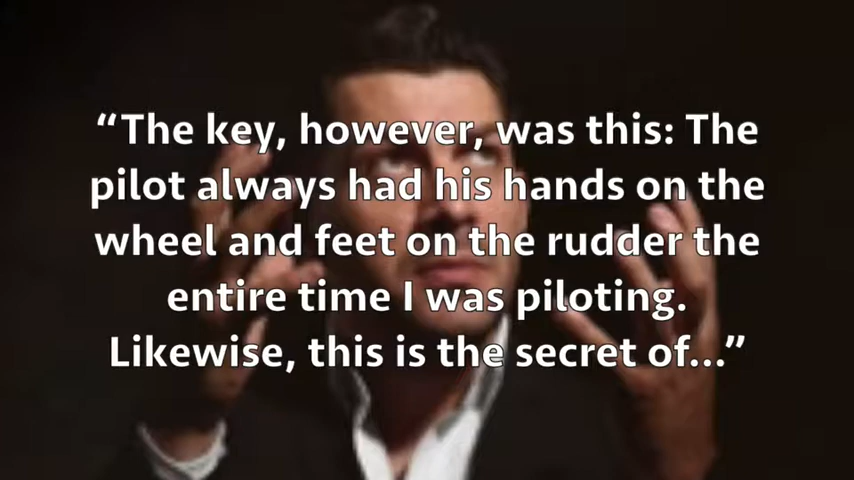 “The key, however, was this: The
pilot always had his hands on the
wheel and feet on the rudder the
entire time I was piloting.
Likewise, this is the secret of...”